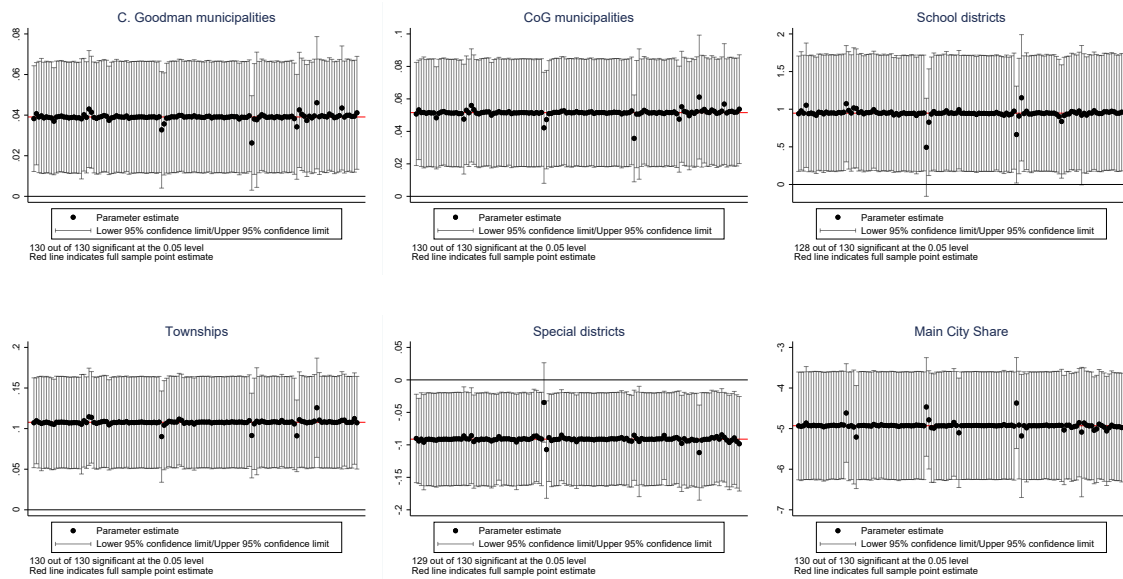 C. Goodman municipalities
.08
.06
.04
.02
0
Parameter estimate
Lower 95% confidence limit/Upper 95% confidence limit
130 out of 130 significant at the 0.05 level
Red line indicates full sample point estimate
CoG municipalities
.1
.08
.06
.04
.02
0
Parameter estimate
Lower 95% confidence limit/Upper 95% confidence limit
130 out of 130 significant at the 0.05 level
Red line indicates full sample point estimate
School districts
2
1.5
1
.5
0
Parameter estimate
Lower 95% confidence limit/Upper 95% confidence limit
128 out of 130 significant at the 0.05 level
Red line indicates full sample point estimate
Townships
.2
.15
.1
.05
0
Parameter estimate
Lower 95% confidence limit/Upper 95% confidence limit
130 out of 130 significant at the 0.05 level
Red line indicates full sample point estimate
Special districts
.05
0
-.05
-.1
-.15
-.2
Parameter estimate
Lower 95% confidence limit/Upper 95% confidence limit
129 out of 130 significant at the 0.05 level
Red line indicates full sample point estimate
Main City Share
-3
-4
-5
-6
-7
Parameter estimate
Lower 95% confidence limit/Upper 95% confidence limit
130 out of 130 significant at the 0.05 level
Red line indicates full sample point estimate